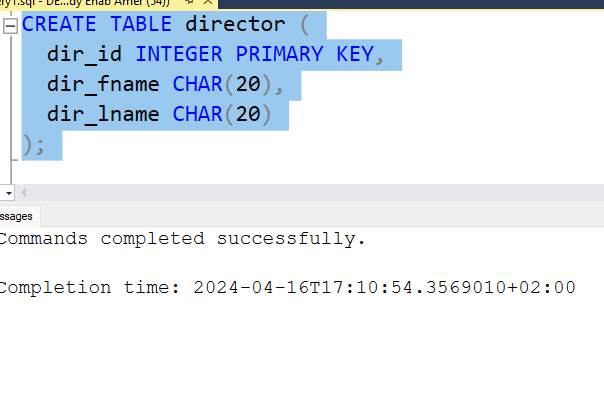 ery1.sql - DE...dy Ehab Amer (54))
CREATE TABLE director (
dir_id INTEGER PRIMARY KEY,
dir_fname CHAR(20),
dir_lname CHAR(20)
);
ssages
Commands completed successfully.
Completion time: 2024-04-16T17:10:54.3569010+02:00